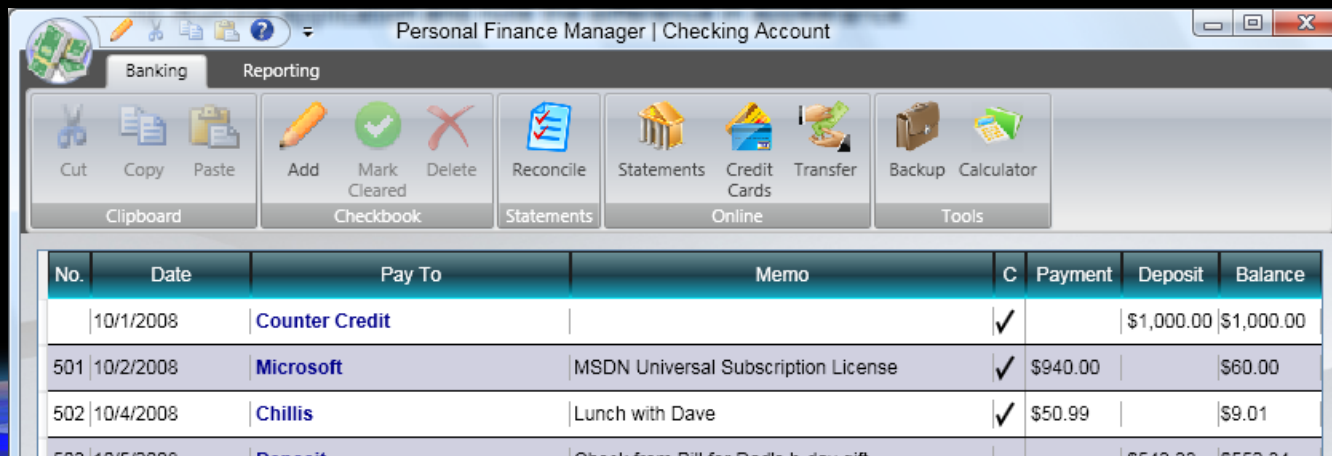 Personal Finance Manager | Checking Account
Banking Reporting
Cut Copy Paste Add Mark Cleared Delete Reconcile Statements Credit Cards Transfer Backup Calculator
Clipboard Checkbook Statements Online Tools
No. Date Pay To Memo C Payment Deposit Balance
10/1/2008 Counter Credit $1,000.00 $1,000.00
501 10/2/2008 Microsoft MSDN Universal Subscription License $940.00 $60.00
502 10/4/2008 Chillis Lunch with Dave $50.99 $9.01